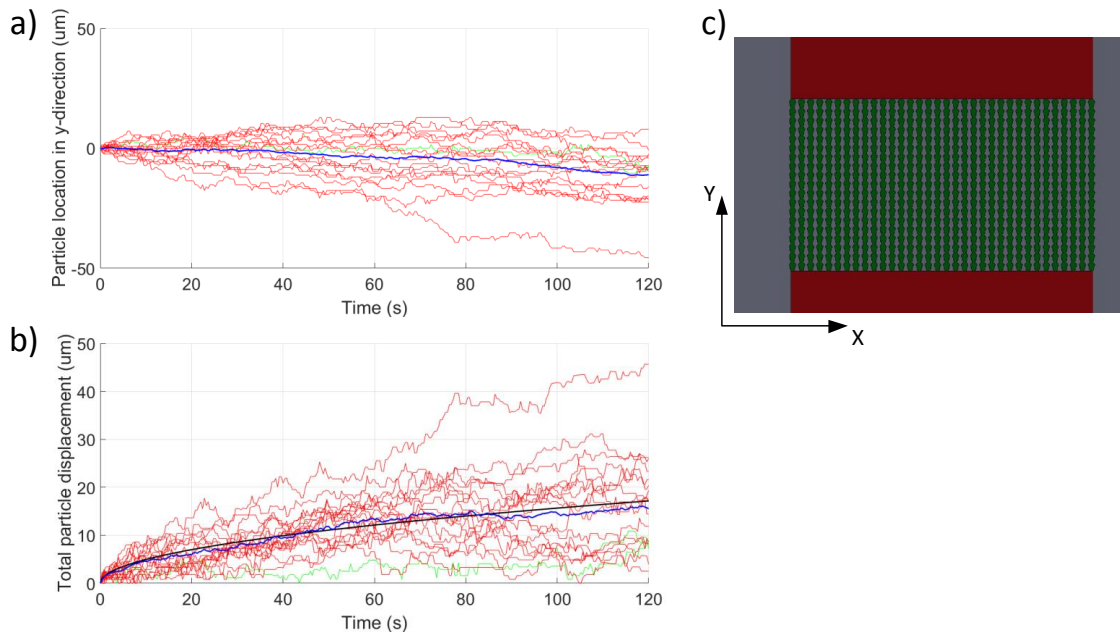 a)
Particle location in y-direction (um)
50
0
-50
0 20 40 60 80 100 120
Time (s)
b)
Total particle displacement (um)
50
40
30
20
10
0
0 20 40 60 80 100 120
Time (s)
c)
Y
X